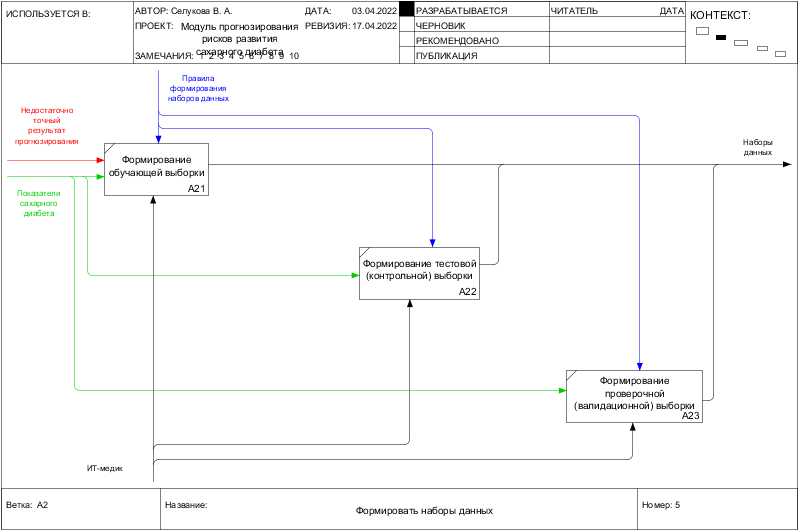 ИСПОЛЬЗУЕТСЯ В:
АВТОР: Селукова В. А.
ДАТА: 03.04.2022
ПРОЕКТ: Модуль прогнозирования
рисков развития
сахарного диабета
РЕВИЗИЯ: 17.04.2022
ЗАМЕЧАНИЯ: 1 2 3 4 5 6 7 8 9 10
РАЗРАБАТЫВАЕТСЯ
ЧЕРНОВИК
РЕКОМЕНДОВАНО
ПУБЛИКАЦИЯ
ЧИТАТЕЛЬ
ДАТА
КОНТЕКСТ:
Правила
формирования
наборов данных
Недостаточно
точный
результат
прогнозирования
Показатели
сахарного
диабета
Формирование
обучающей выборки
A21
Наборы
данных
Формирование тестовой
(контрольной) выборки
A22
Формирование
проверочной
(валидационной) выборки
A23
ИТ-медик
Ветка: A2
Название:
Формировать наборы данных
Номер: 5